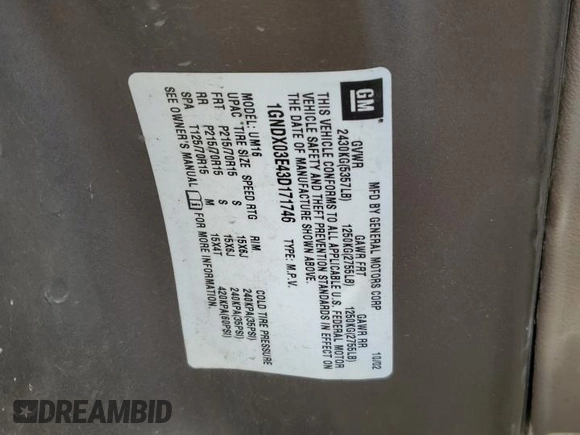 GM
MFD BY GENERAL MOTORS CORP 10/02
GVWR GAWR FRT GAWR RR
2430KG(5357LB) 1250KG(2755LB) 1250KG(2755LB)
THIS VEHICLE CONFORMS TO ALL APPLICABLE U.S. FEDERAL MOTOR
VEHICLE SAFETY AND THEFT PREVENTION STANDARDS IN EFFECT ON
THE DATE OF MANUFACTURE SHOWN ABOVE.
1GNDX03E43D171746 TYPE: M.P.V.
MODEL: UM16
UPAC TIRE SIZE SPEED RTG RIM COLD TIRE PRESSURE
FRT P215/70R15 S 15X6J 240KPA(35PSI)
RR P215/70R15 S 15X6J 240KPA(35PSI)
SPA T125/70R15 M 15X4T 420KPA(60PSI)
SEE OWNER'S MANUAL FOR MORE INFORMATION.
DREAMBID